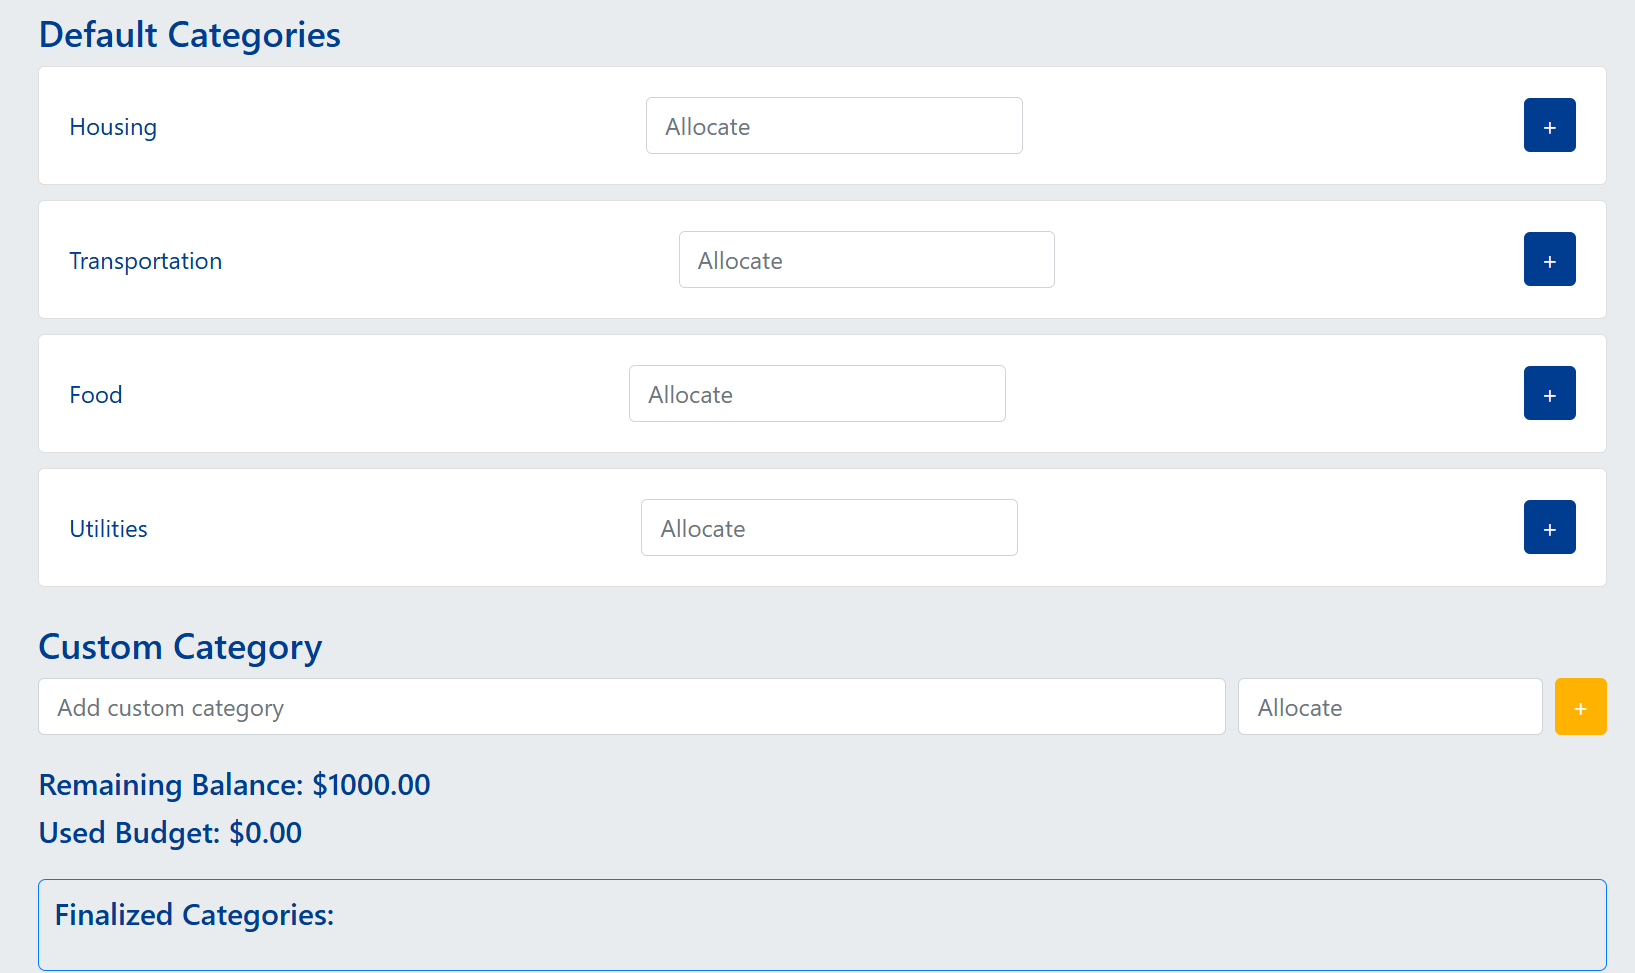 Default Categories
Housing Allocate +
Transportation Allocate +
Food Allocate +
Utilities Allocate +
Custom Category
Add custom category Allocate +
Remaining Balance: $1000.00
Used Budget: $0.00
Finalized Categories: